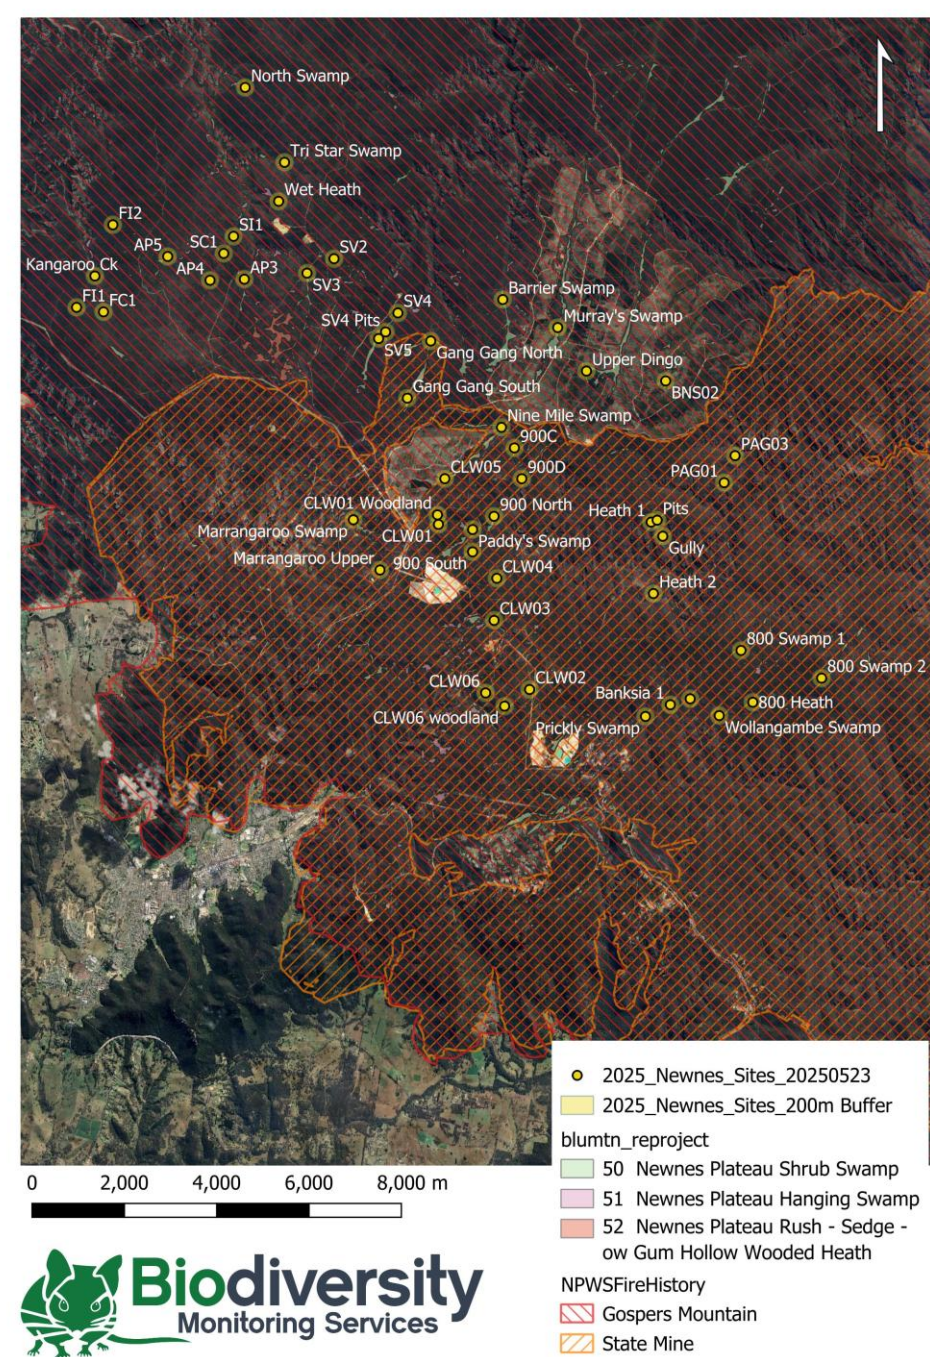 North Swamp
Tri Star Swamp
Wet Heath
FI2
SI1
AP5
SC1
SV2
Kangaroo Ck
AP4
AP3
SV3
FI1
FC1
SV4
Barrier Swamp
SV4 Pits
Murray's Swamp
SV5
Gang Gang North
Upper Dingo
Gang Gang South
BNS02
Nine Mile Swamp
900C
PAG03
CLW05
900D
PAG01
CLW01 Woodland
900 North
Heath 1
Pits
Marrangaroo Swamp
CLW01
Paddy's Swamp
Gully
Marrangaroo Upper
900 South
CLW04
Heath 2
CLW03
800 Swamp 1
800 Swamp 2
CLW06
CLW02
Banksia 1
800 Heath
CLW06 woodland
Prickly Swamp
Wollangambe Swamp
2025_Newnes_Sites_20250523
2025_Newnes_Sites_200m Buffer
blumtn_reproject
50 Newnes Plateau Shrub Swamp
51 Newnes Plateau Hanging Swamp
52 Newnes Plateau Rush - Sedge -
ow Gum Hollow Wooded Heath
NPWSFireHistory
Gospers Mountain
State Mine
0 2,000 4,000 6,000 8,000 m
Biodiversity
Monitoring Services